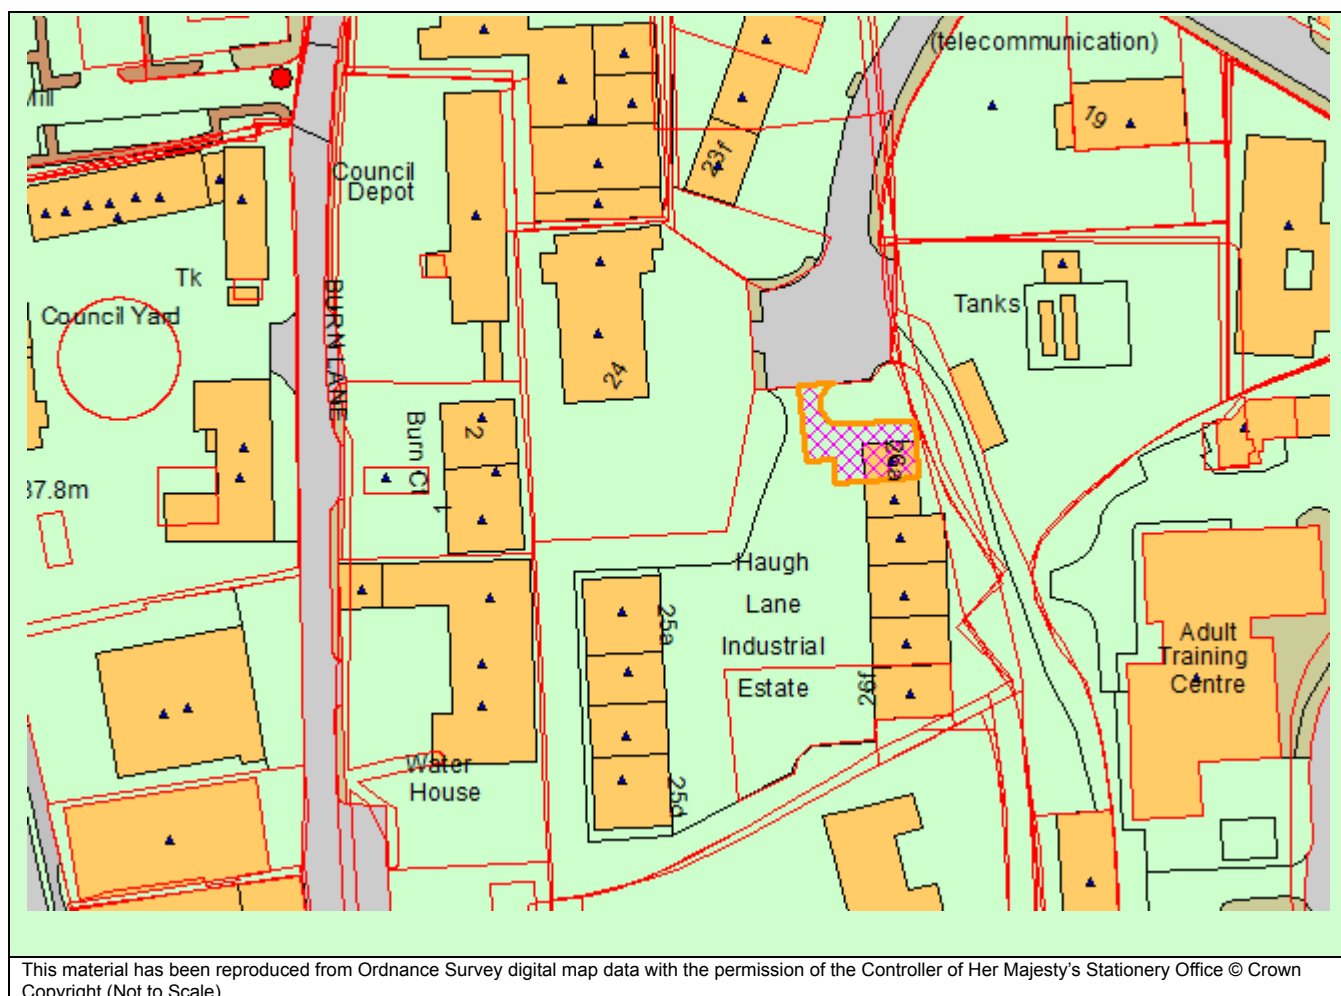 (telecommunication)
19
23f
Council
Depot
Tk
Council Yard
BURN LANE
Tanks
24
Burn Ct
2
1
26a
37.8m
Haugh
Lane
Industrial
Estate
25a
26f
Adult
Training
Centre
Water
House
25d
This material has been reproduced from Ordnance Survey digital map data with the permission of the Controller of Her Majesty’s Stationery Office © Crown
Copyright (Not to Scale)